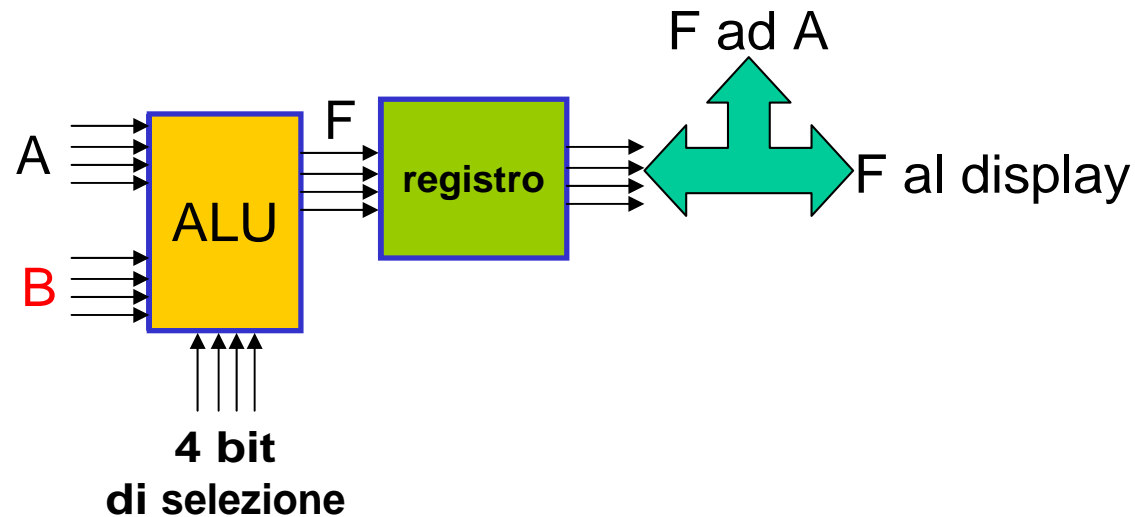 F ad A
F
A
registro
F al display
ALU
B
4 bit
di selezione